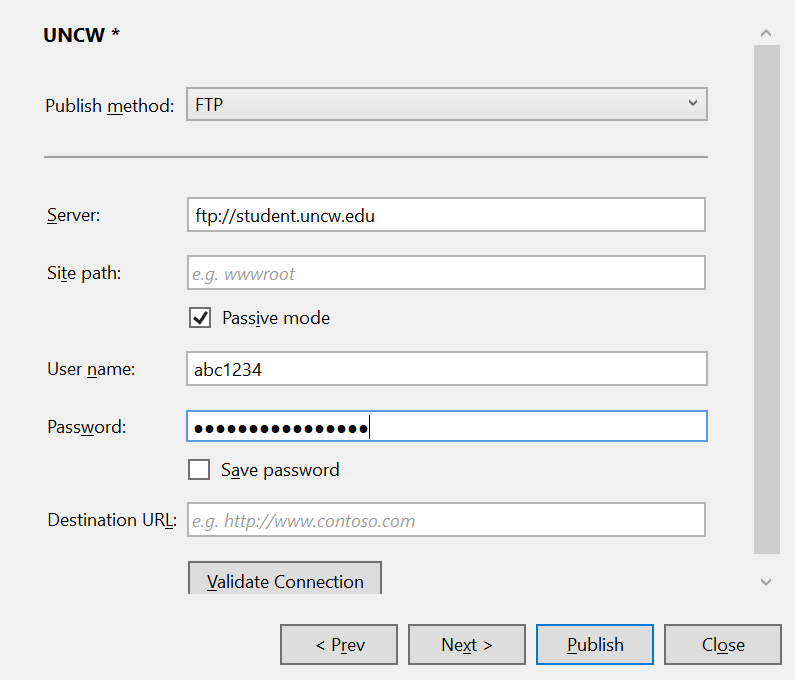 UNCW *
Publish method: FTP
Server: ftp://student.uncw.edu
Site path: e.g. wwwroot
Passive mode
User name: abc1234
Password: ●●●●●●●●●●●●●●●●
Save password
Destination URL: e.g. http://www.contoso.com
Validate Connection
< Prev Next > Publish Close